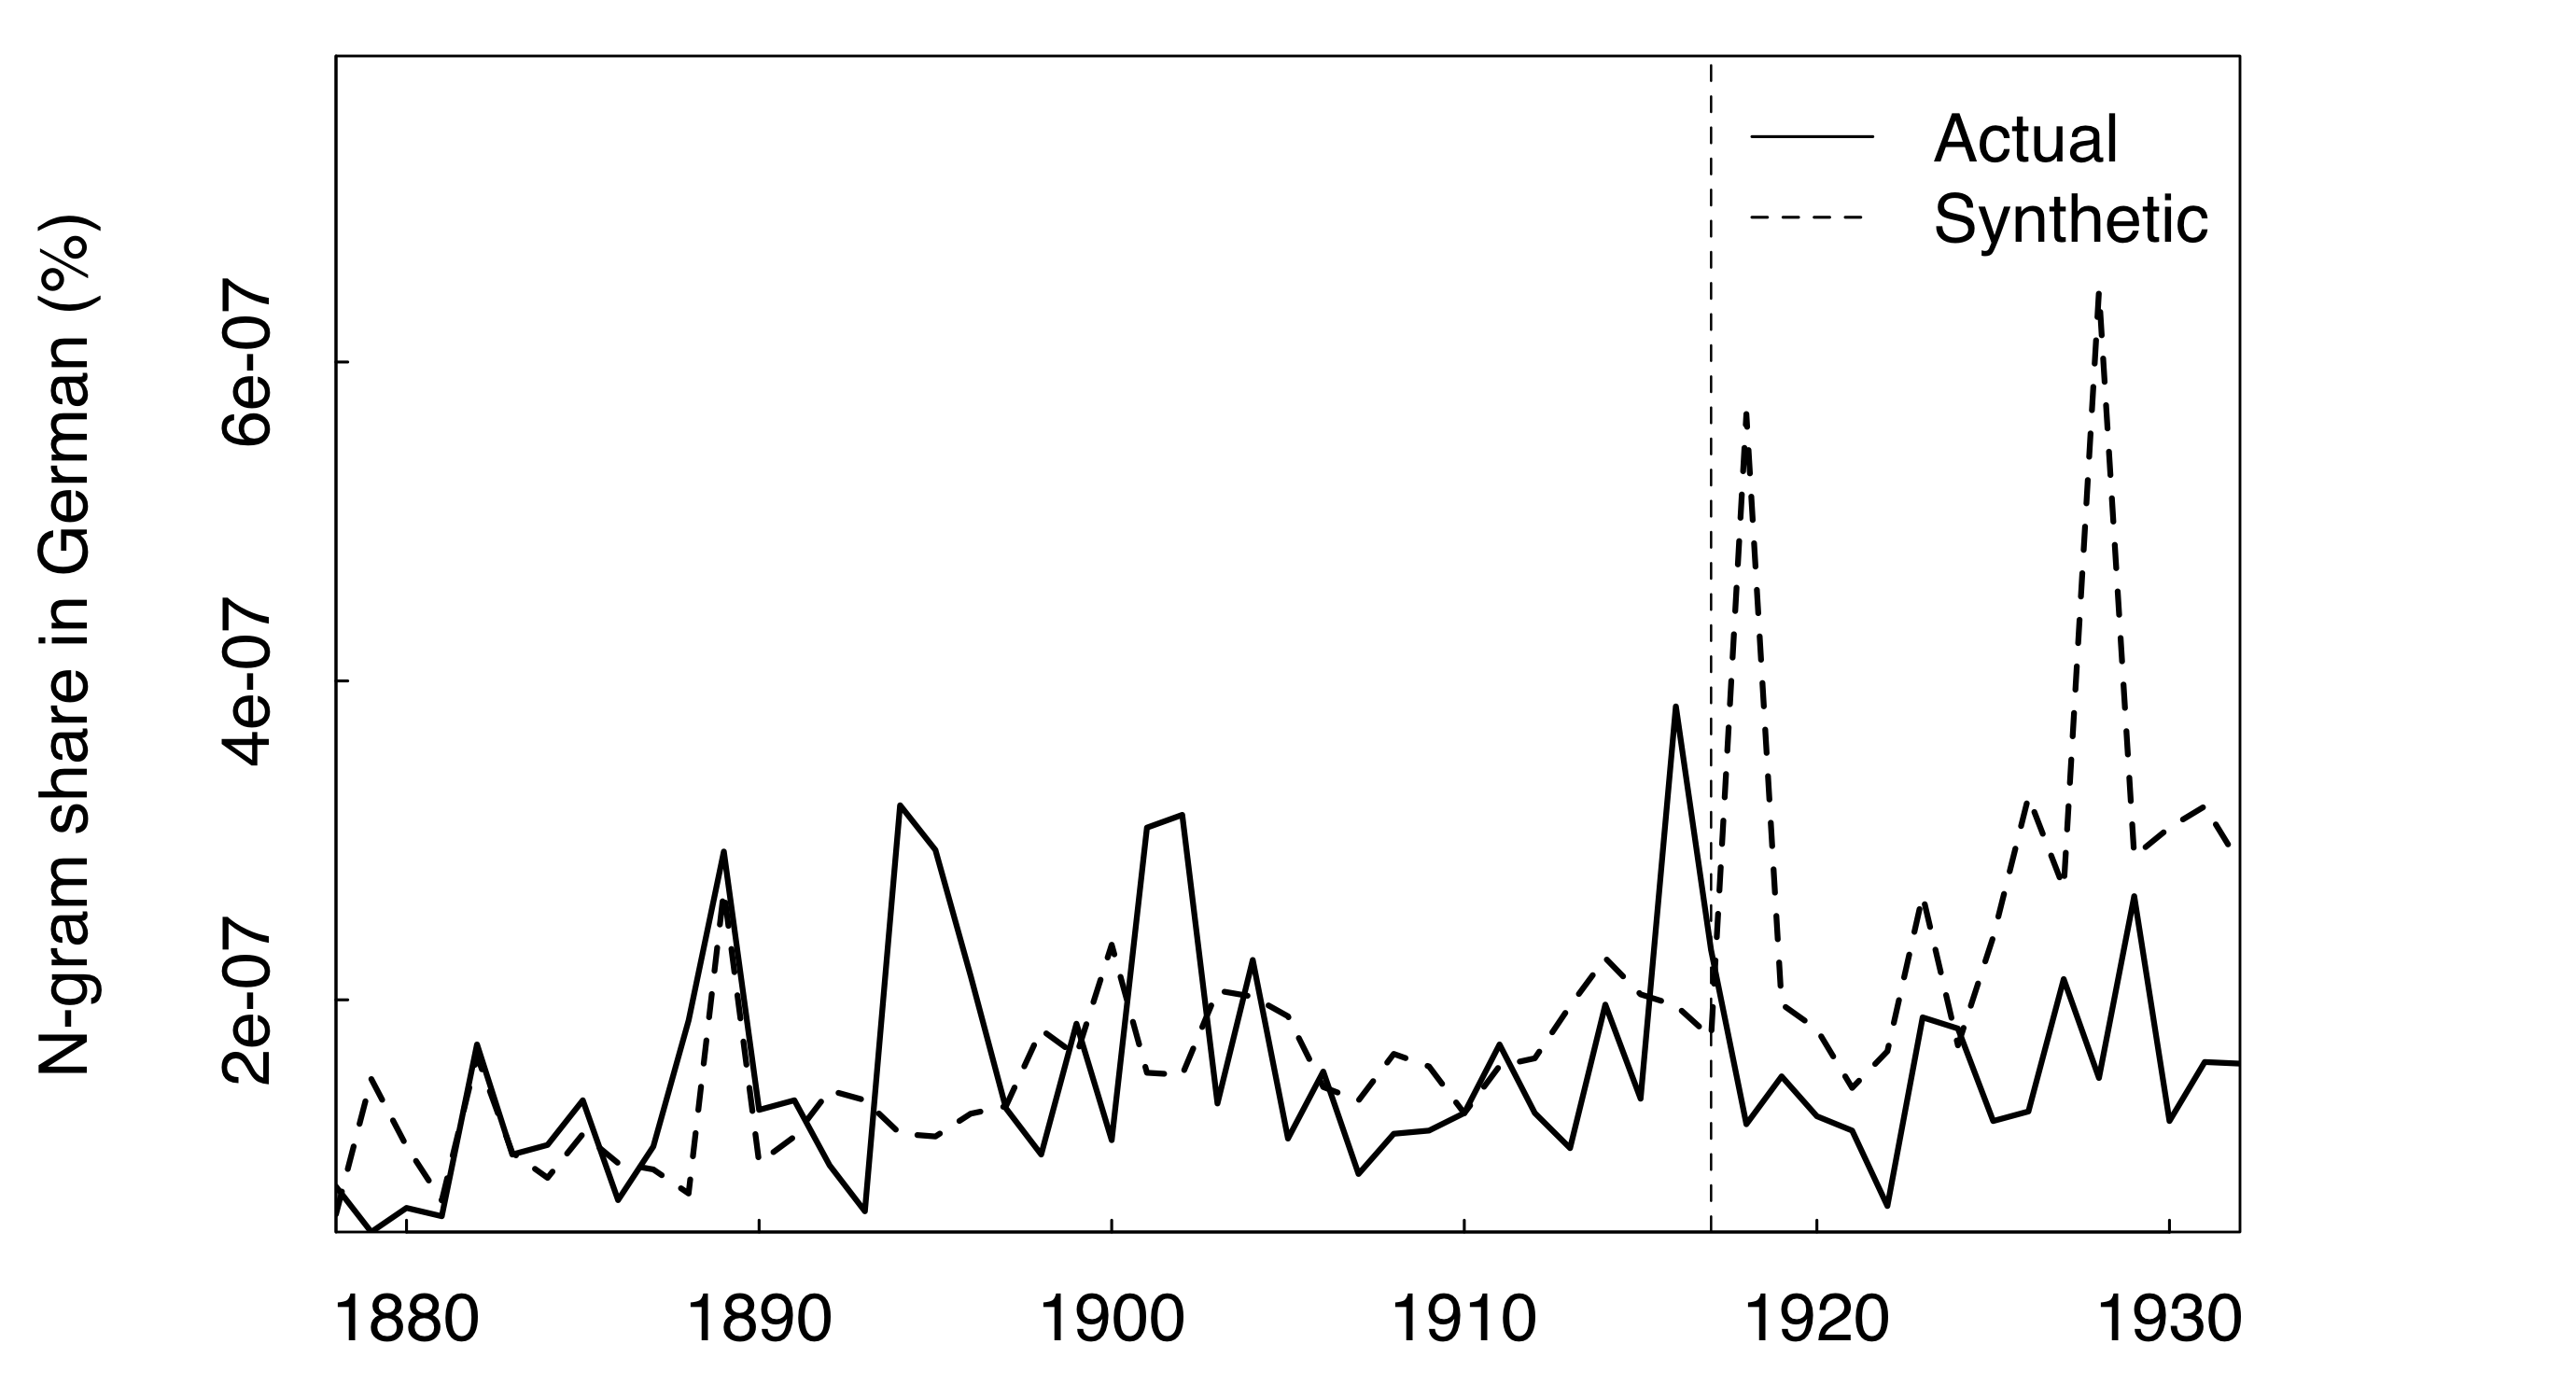 N-gram share in German (%)
6e-07
4e-07
2e-07
Actual
Synthetic
1880 1890 1900 1910 1920 1930